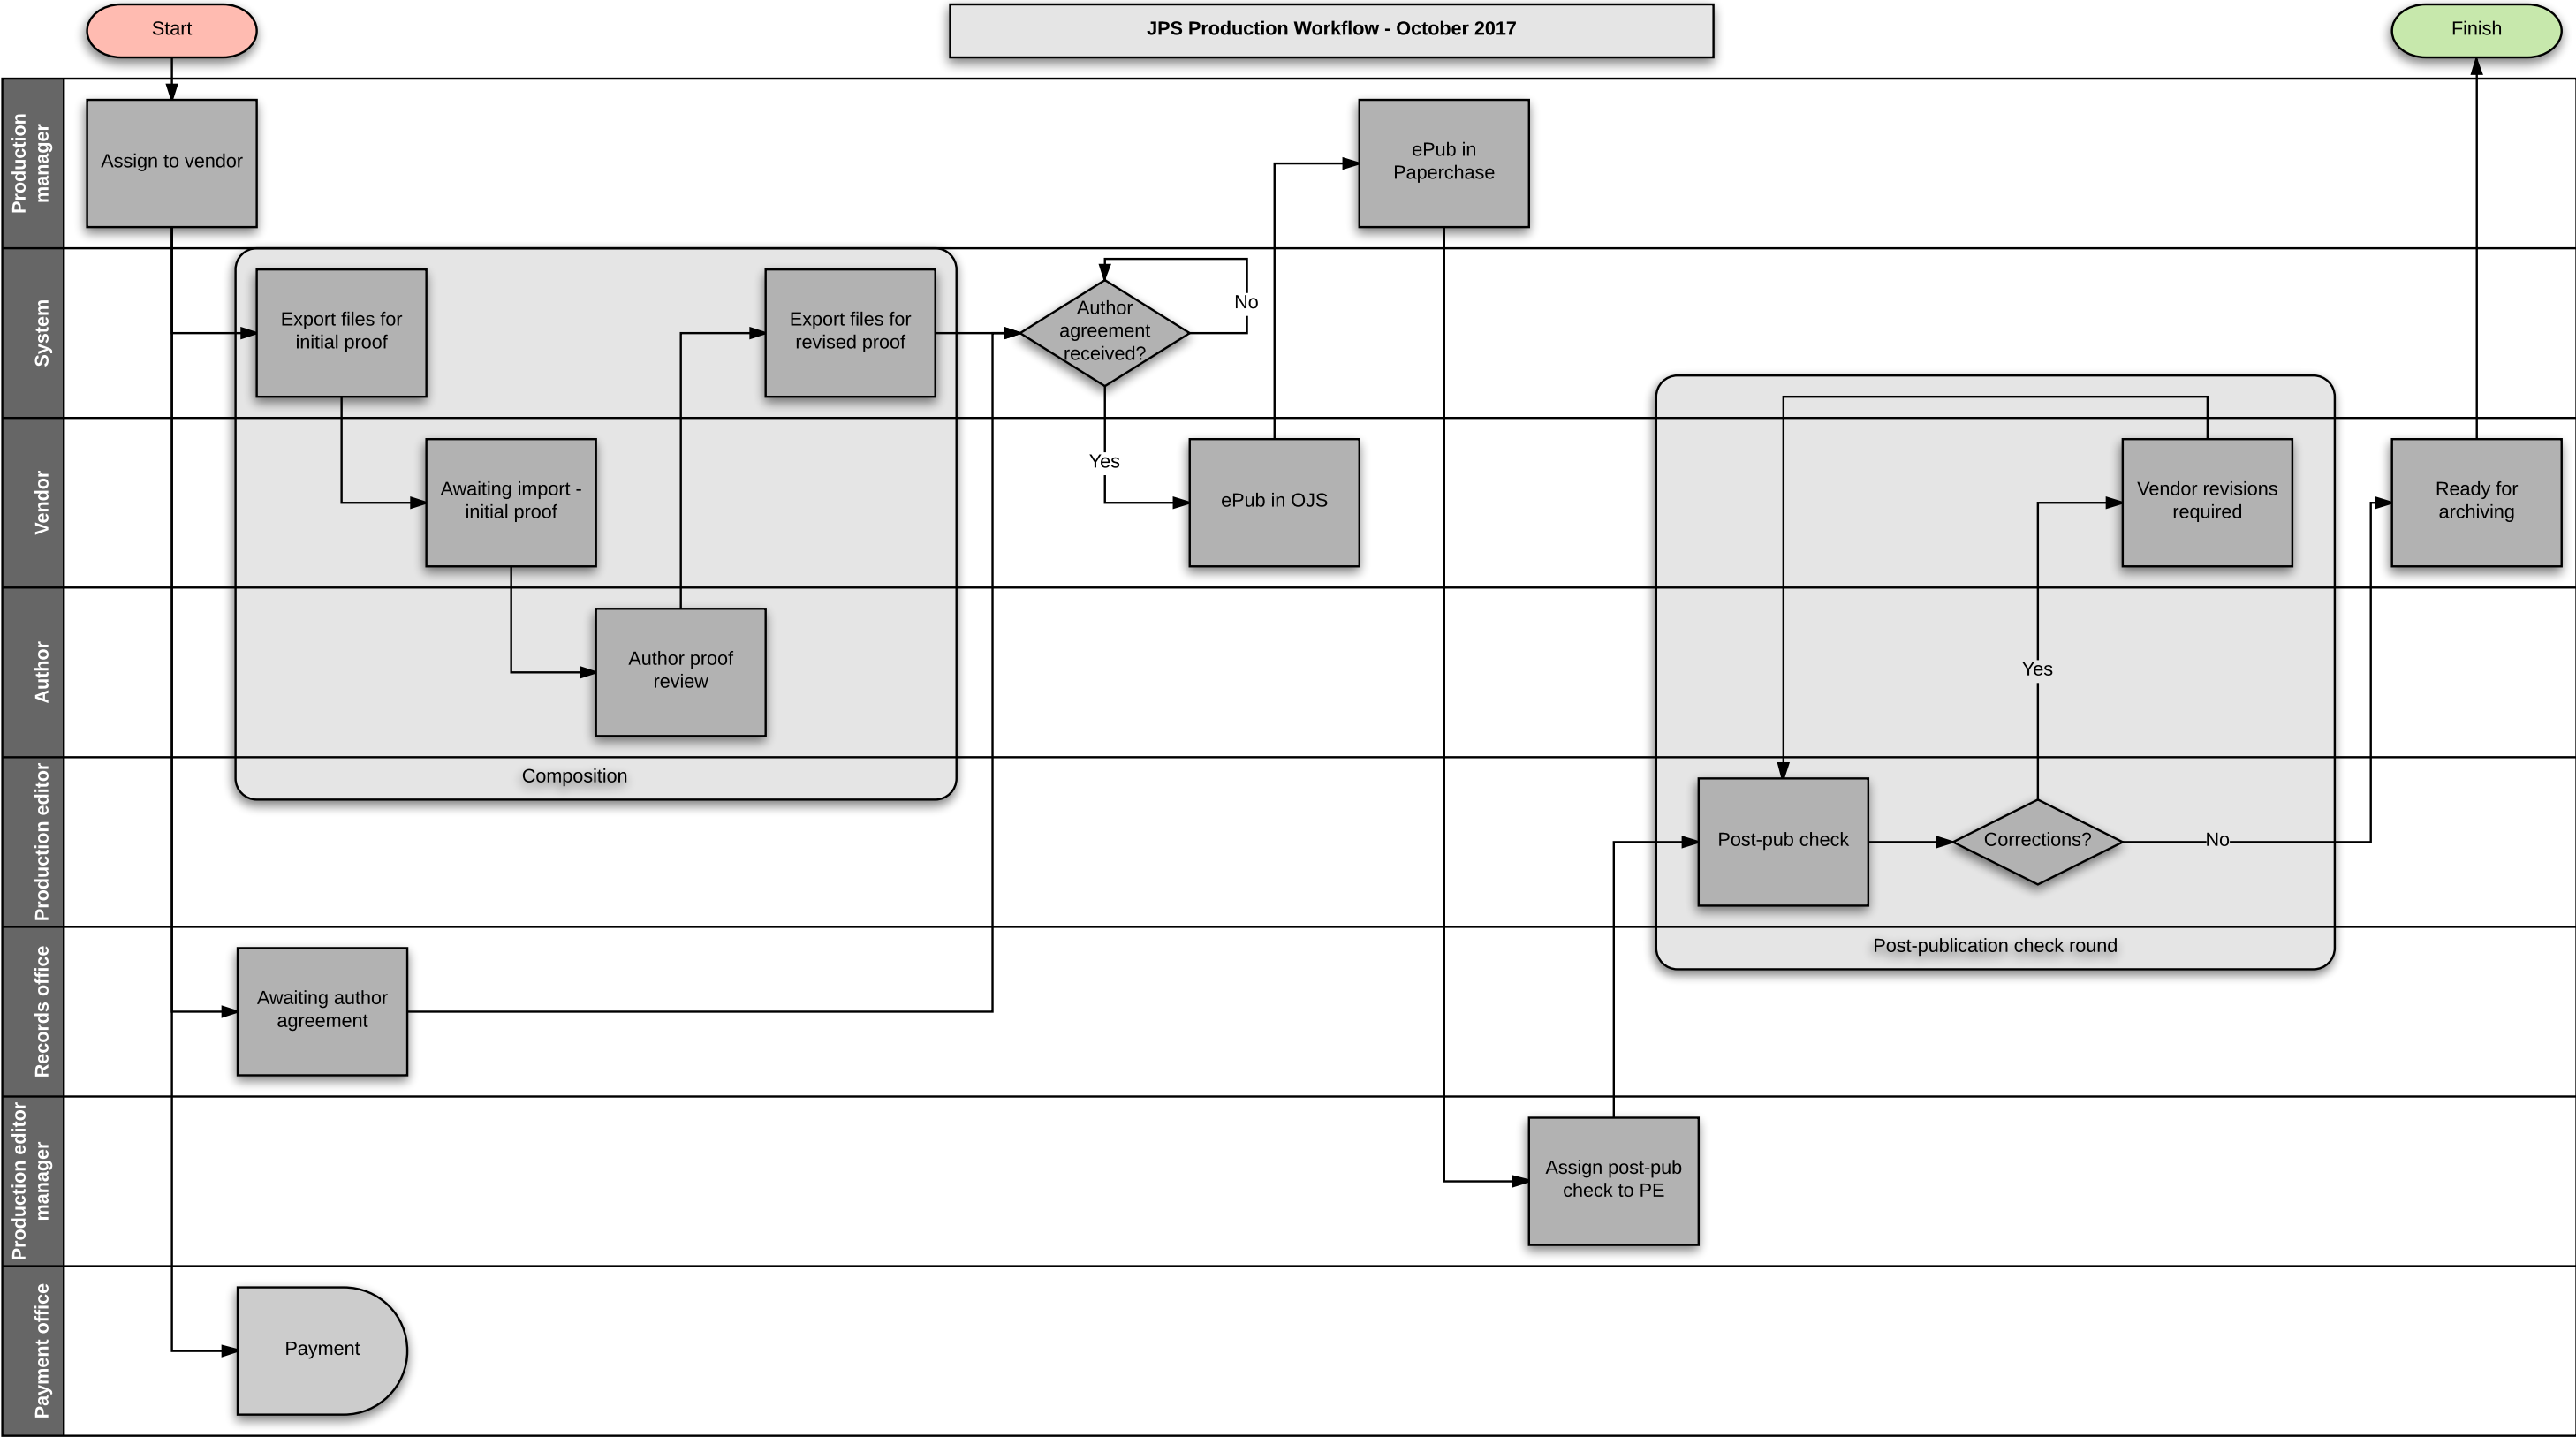 Start
JPS Production Workflow - October 2017
Finish
Production
manager
Assign to vendor
ePub in
Paperchase
System
Export files for
initial proof
Export files for
revised proof
Author
agreement
received?
No
Yes
Vendor
Awaiting import -
initial proof
ePub in OJS
Vendor revisions
required
Ready for
archiving
Author
Author proof
review
Yes
Composition
Production editor
Post-pub check
Corrections?
No
Post-publication check round
Records office
Awaiting author
agreement
Production editor
manager
Assign post-pub
check to PE
Payment office
Payment